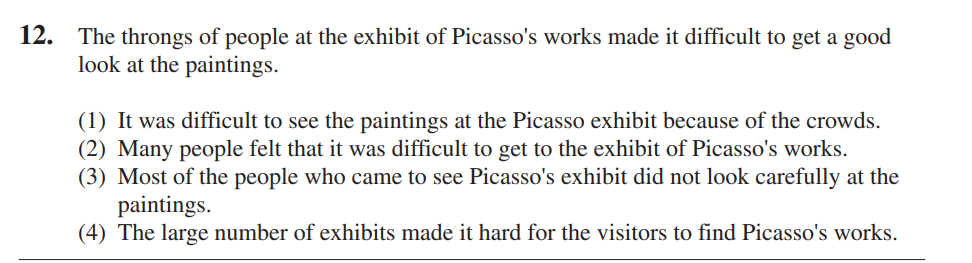 12. The throngs of people at the exhibit of Picasso's works made it difficult to get a good
look at the paintings.
(1) It was difficult to see the paintings at the Picasso exhibit because of the crowds.
(2) Many people felt that it was difficult to get to the exhibit of Picasso's works.
(3) Most of the people who came to see Picasso's exhibit did not look carefully at the
paintings.
(4) The large number of exhibits made it hard for the visitors to find Picasso's works.